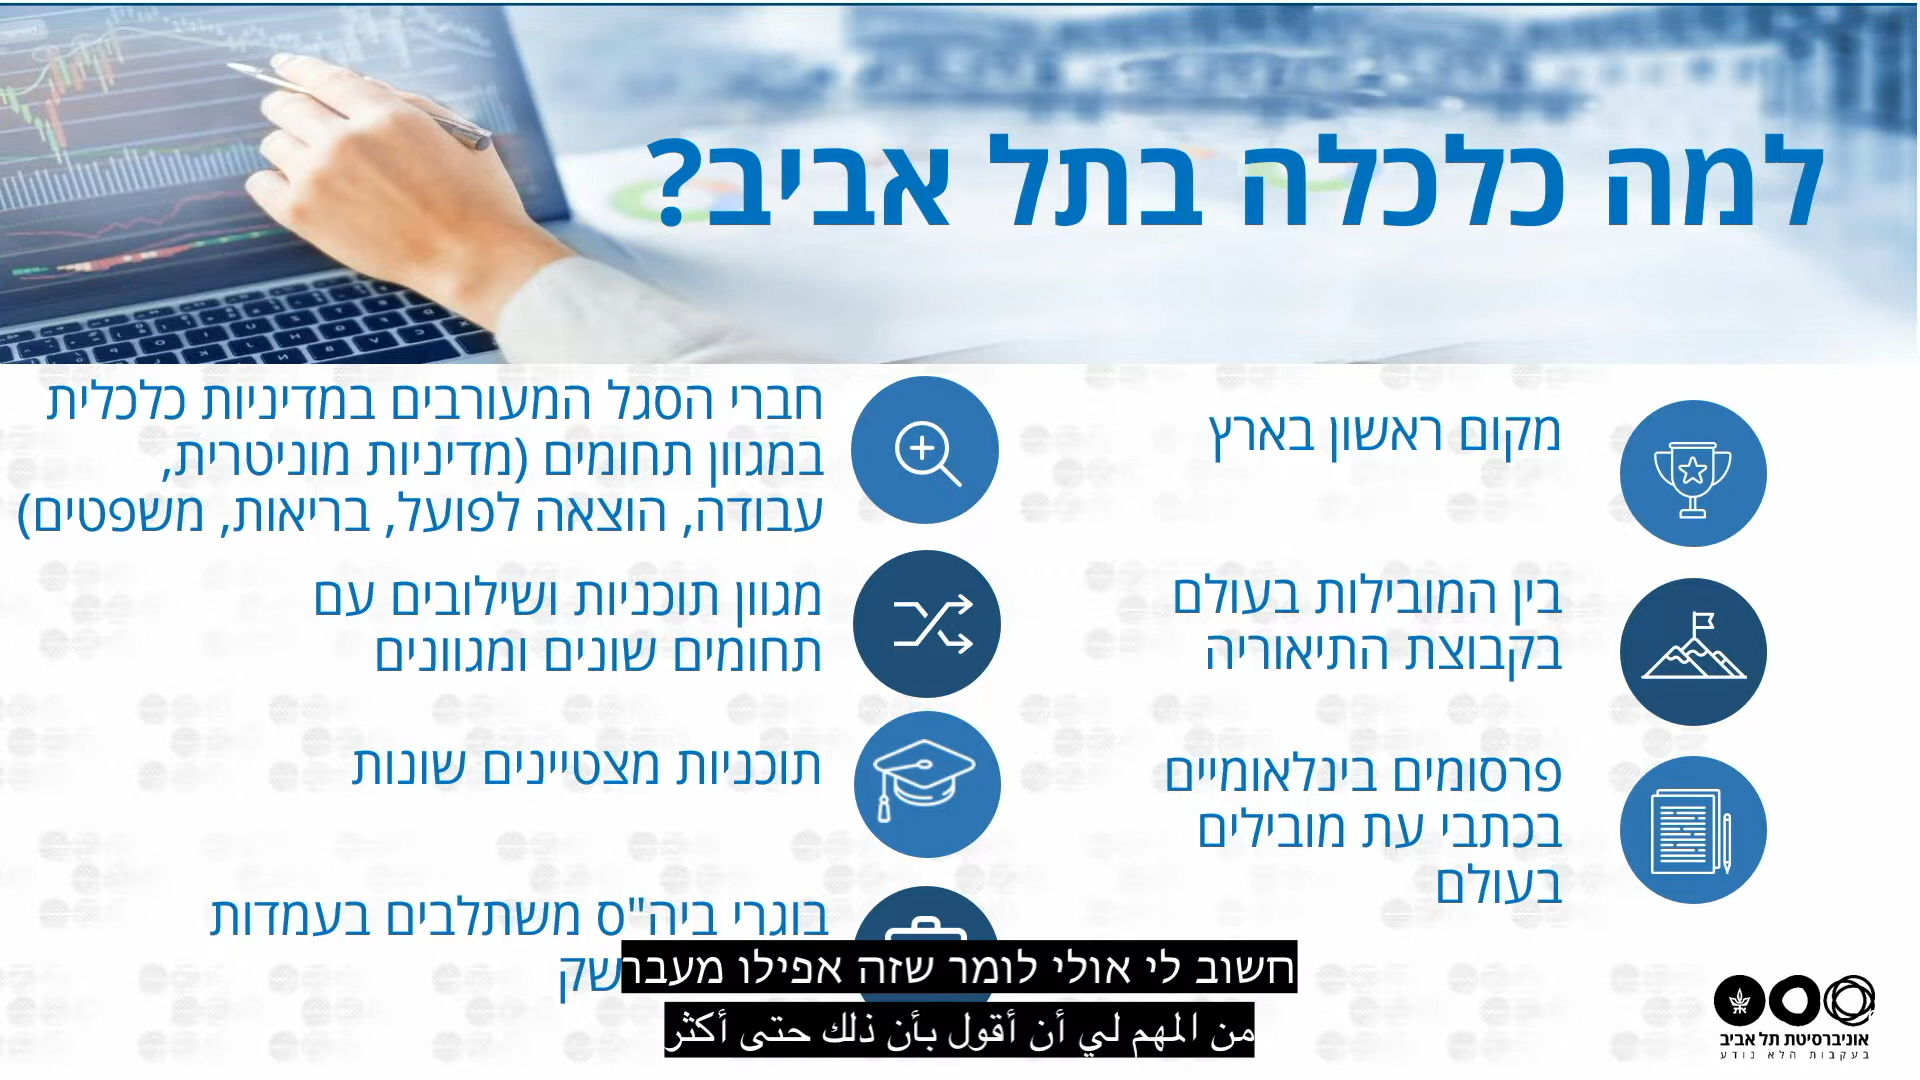 למה כלכלה בתל אביב?
מקום ראשון בארץ
בין המובילות בעולם
בקבוצת התיאוריה
פרסומים בינלאומיים
בכתבי עת מובילים
בעולם
חברי הסגל המעורבים במדיניות כלכלית
במגוון תחומים (מדיניות מוניטרית,
עבודה, הוצאה לפועל, בריאות, משפטים)
מגוון תוכניות ושילובים עם
תחומים שונים ומגוונים
תוכניות מצטיינים שונות
בוגרי ביה"ס משתלבים בעמדות
חשוב לי אולי לומר שזה אפילו מעבר
من المهم لي أن أقول بأن ذلك حتى أكثر
אוניברסיטת תל אביב
בעקבות הלא נודע